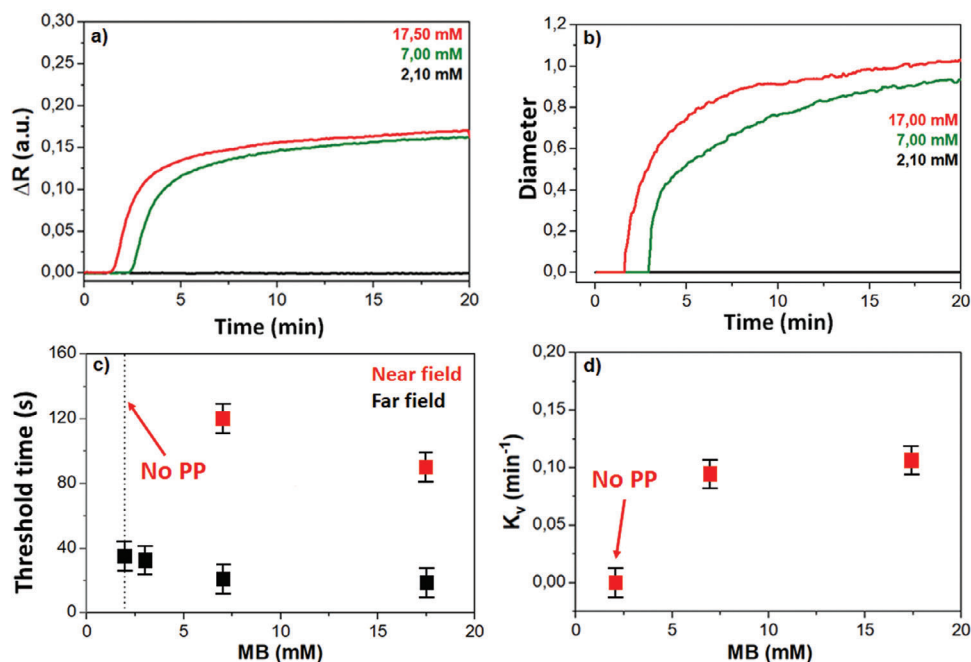 a)
17,50 mM
7,00 mM
2,10 mM
0,30
0,25
0,20
0,15
0,10
0,05
0,00
ΔR (a.u.)
0 5 10 15 20
Time (min)
b)
17,00 mM
7,00 mM
2,10 mM
1,2
1,0
0,8
0,6
0,4
0,2
0,0
Diameter
0 5 10 15 20
Time (min)
c)
Near field
Far field
No PP
160
120
80
40
0
Threshold time (s)
0 5 10 15 20
MB (mM)
d)
No PP
0,20
0,15
0,10
0,05
0,00
Kv (min-1)
0 5 10 15 20
MB (mM)